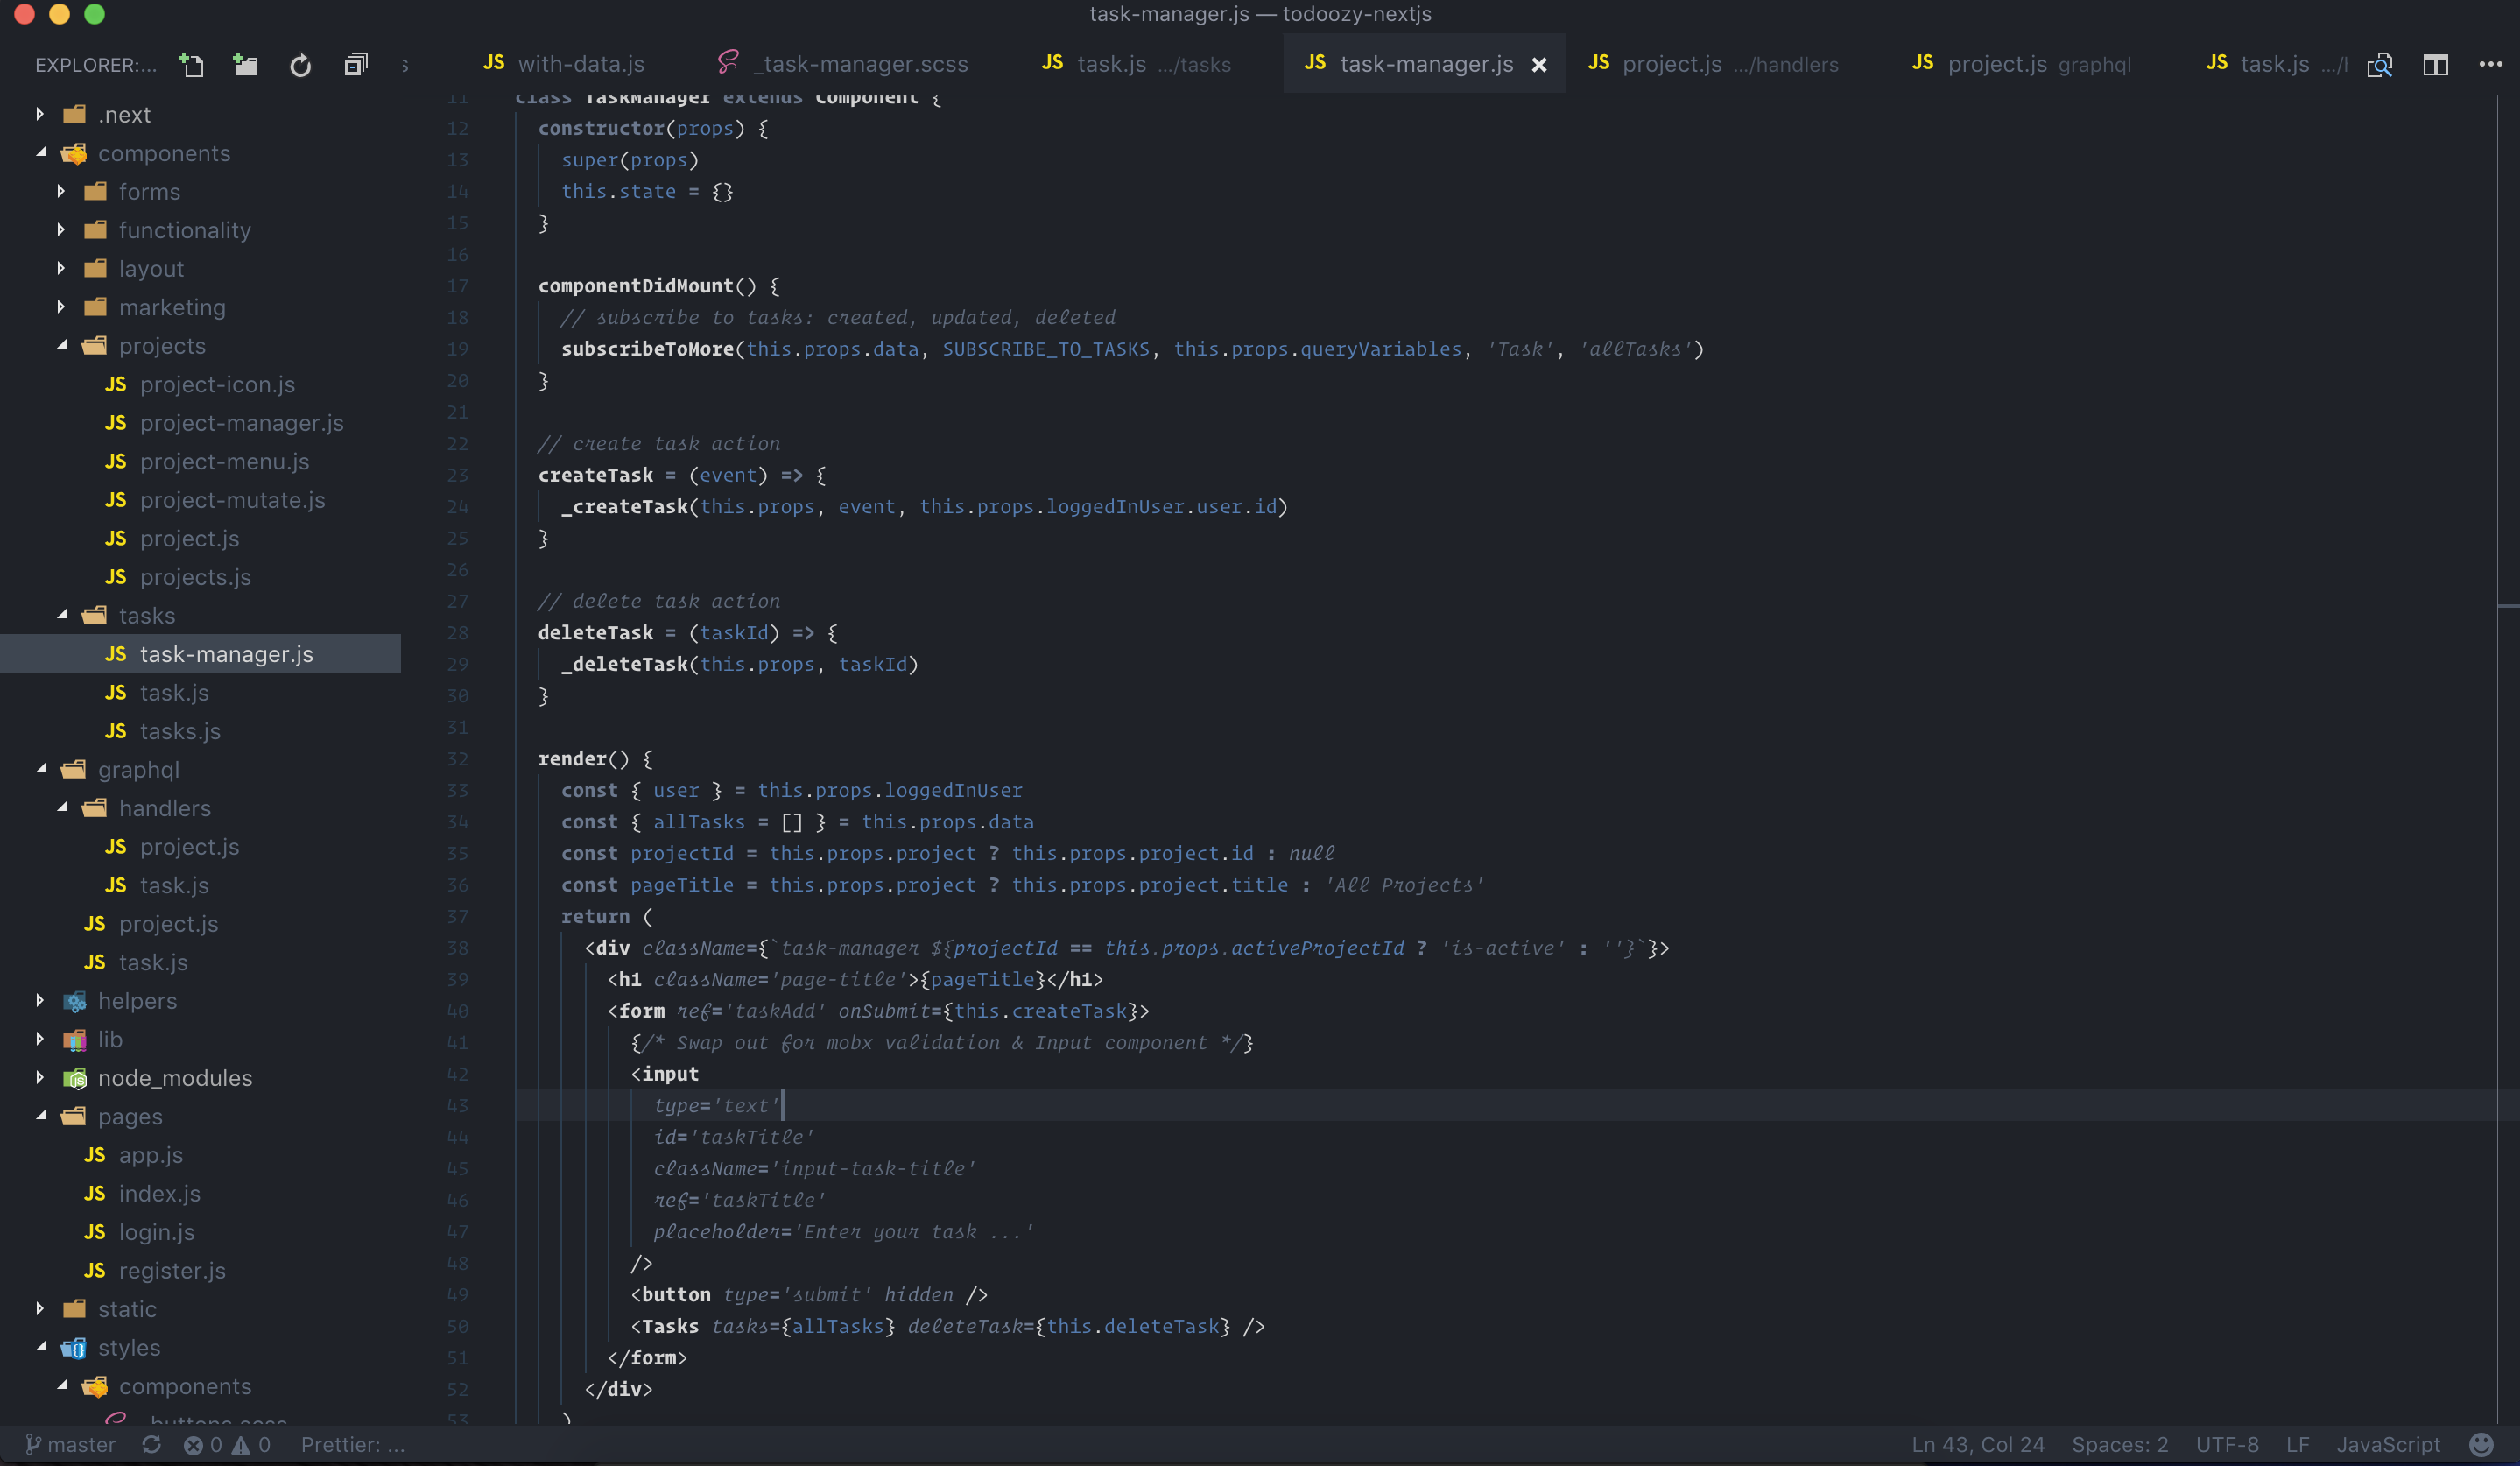 task-manager.js — todoozy-nextjs
EXPLORER:...
s
JS with-data.js
_task-manager.scss
JS task.js .../tasks
JS task-manager.js
JS project.js .../handlers
JS project.js graphql
JS task.js
.next
components
forms
functionality
layout
marketing
projects
JS project-icon.js
JS project-manager.js
JS project-menu.js
JS project-mutate.js
JS project.js
JS projects.js
tasks
JS task-manager.js
JS task.js
JS tasks.js
graphql
handlers
JS project.js
JS task.js
JS project.js
JS task.js
helpers
lib
node_modules
pages
JS app.js
JS index.js
JS login.js
JS register.js
static
styles
components
11 class TaskManager extends Component {
12 constructor(props) {
13 super(props)
14 this.state = {}
15 }
16
17 componentDidMount() {
18 // subscribe to tasks: created, updated, deleted
19 subscribeToMore(this.props.data, SUBSCRIBE_TO_TASKS, this.props.queryVariables, 'Task', 'allTasks')
20 }
21
22 // create task action
23 createTask = (event) => {
24 _createTask(this.props, event, this.props.loggedInUser.user.id)
25 }
26
27 // delete task action
28 deleteTask = (taskId) => {
29 _deleteTask(this.props, taskId)
30 }
31
32 render() {
33 const { user } = this.props.loggedInUser
34 const { allTasks = [] } = this.props.data
35 const projectId = this.props.project ? this.props.project.id : null
36 const pageTitle = this.props.project ? this.props.project.title : 'All Projects'
37 return (
38 <div className={`task-manager ${projectId == this.props.activeProjectId ? 'is-active' : ''}`}>
39 <h1 className='page-title'>{pageTitle}</h1>
40 <form ref='taskAdd' onSubmit={this.createTask}>
41 {/* Swap out for mobx validation & Input component */}
42 <input
43 type='text'
44 id='taskTitle'
45 className='input-task-title'
46 ref='taskTitle'
47 placeholder='Enter your task ...'
48 />
49 <button type='submit' hidden />
50 <Tasks tasks={allTasks} deleteTask={this.deleteTask} />
51 </form>
52 </div>
53 )
master 0 0 Prettier: ...
Ln 43, Col 24 Spaces: 2 UTF-8 LF JavaScript